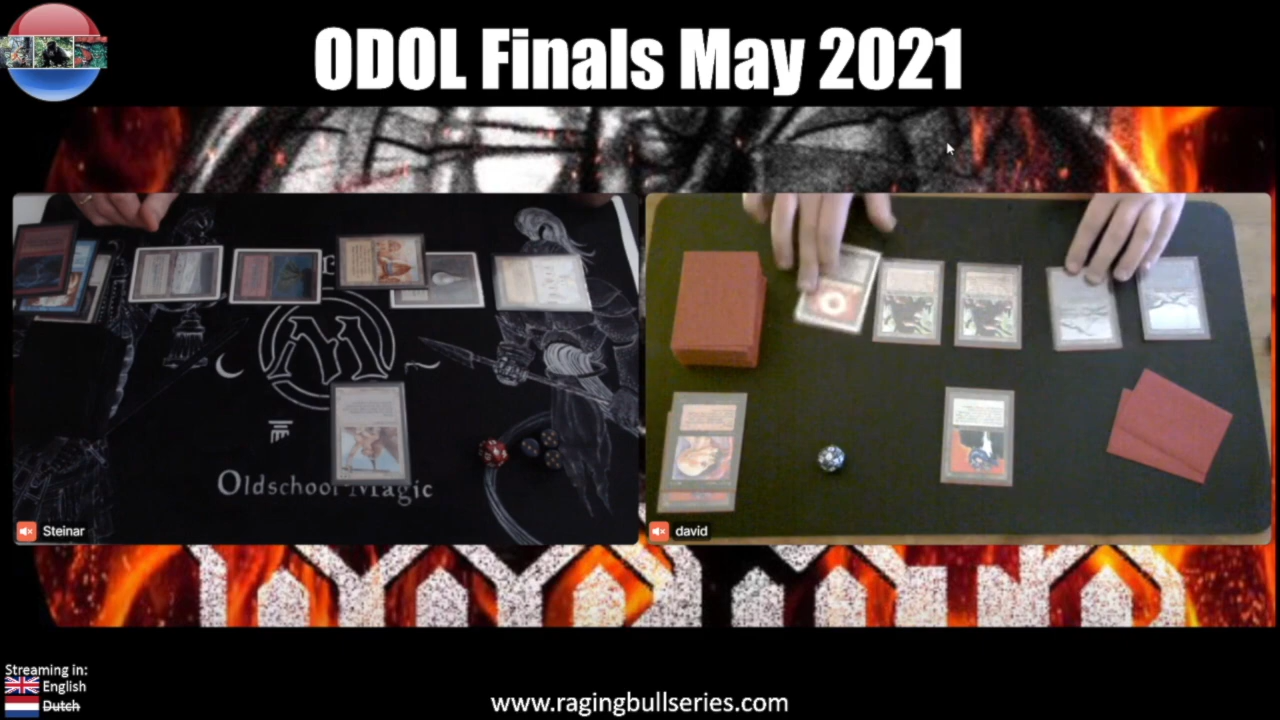 ODOL Finals May 2021
M
Oldschool Magic
Steinar
david
Streaming in:
English
Dutch
www.ragingbullseries.com